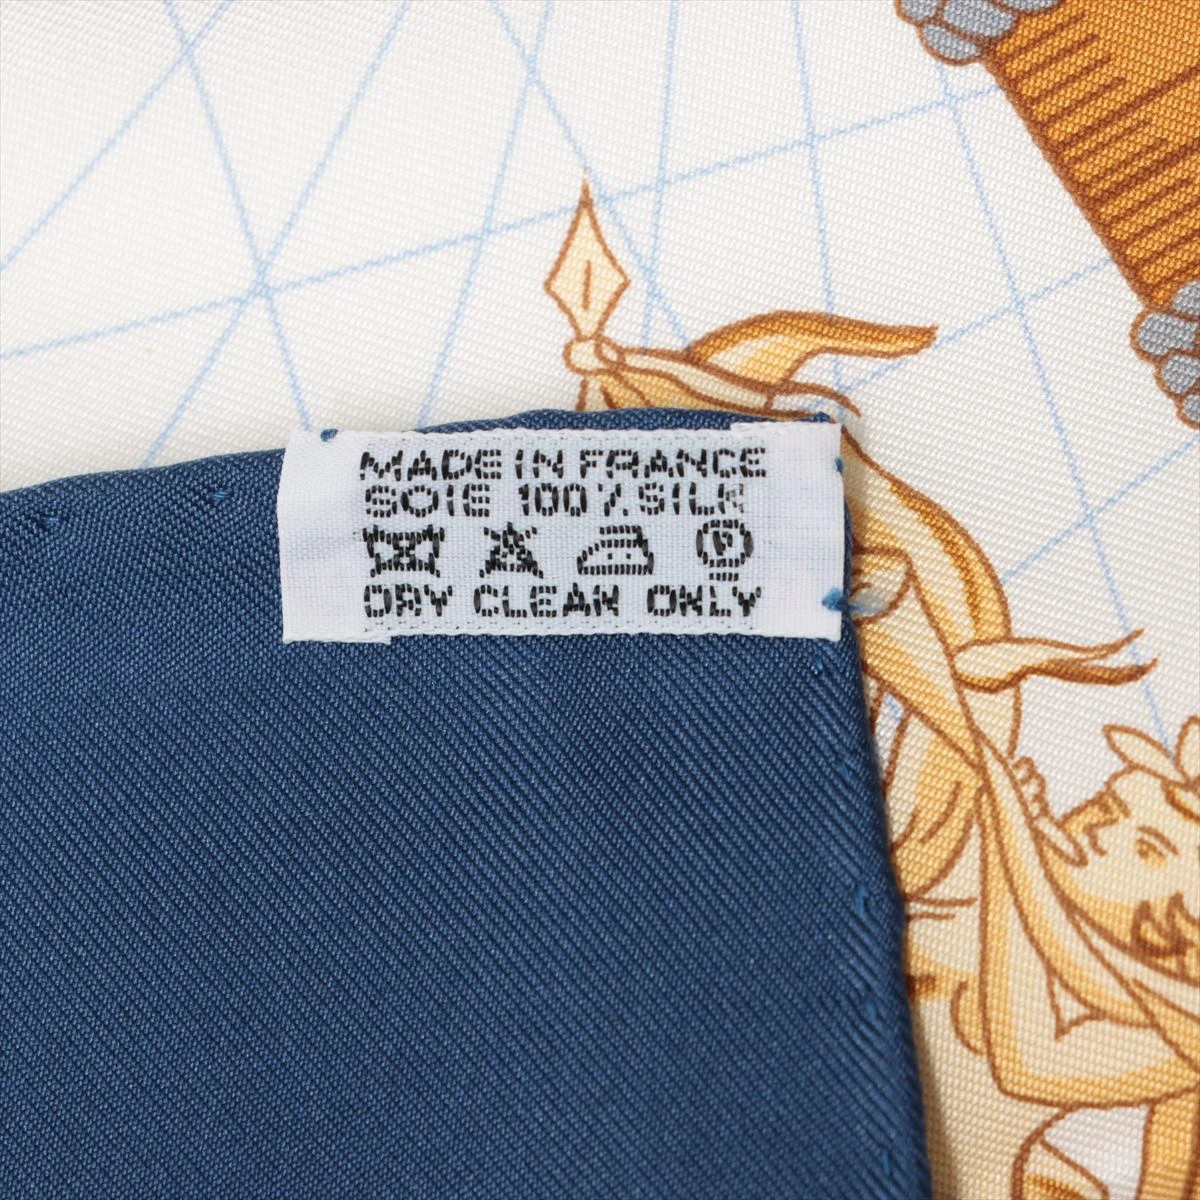 MADE IN FRANCE
SOIE 100% SILK
P
DRY CLEAN ONLY